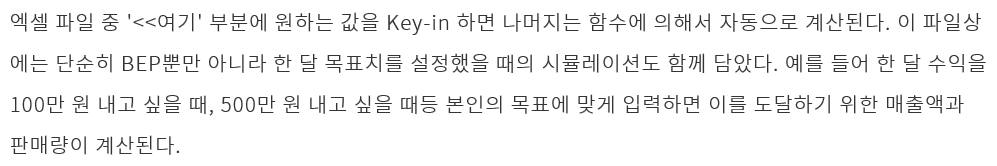 엑셀 파일 중 '<<여기' 부분에 원하는 값을 Key-in 하면 나머지는 함수에 의해서 자동으로 계산된다. 이 파일상
에는 단순히 BEP뿐만 아니라 한 달 목표치를 설정했을 때의 시뮬레이션도 함께 담았다. 예를 들어 한 달 수익을
100만 원 내고 싶을 때, 500만 원 내고 싶을 때등 본인의 목표에 맞게 입력하면 이를 도달하기 위한 매출액과
판매량이 계산된다.